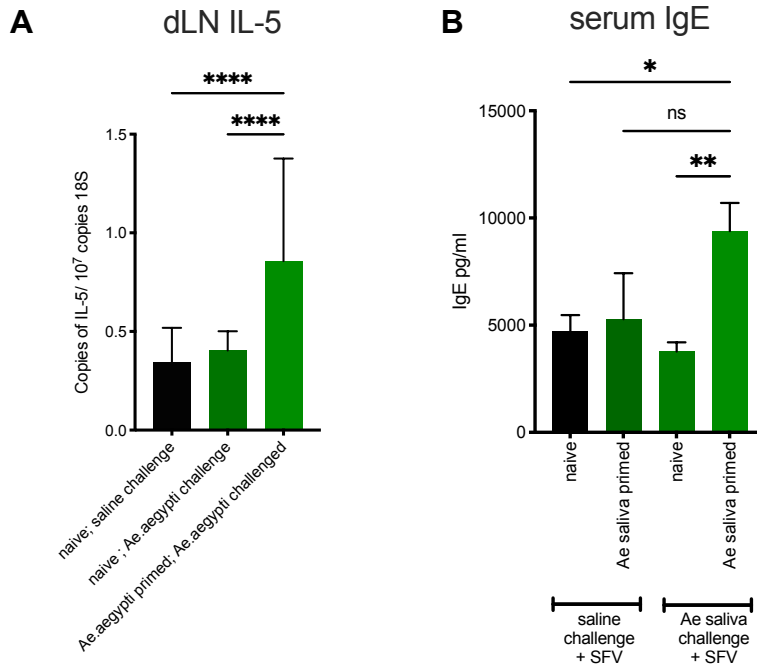 A
dLN IL-5
****
****
1.5
1.0
0.5
0.0
Copies of IL-5/ 10⁷ copies 18S
naive; saline challenge
naive ; Ae.aegypti challenge
Ae.aegypti primed; Ae.aegypti challenged
B
serum IgE
*
ns
**
15000
10000
5000
0
IgE pg/ml
naive
Ae saliva primed
naive
Ae saliva primed
saline
challenge
+ SFV
Ae saliva
challenge
+ SFV